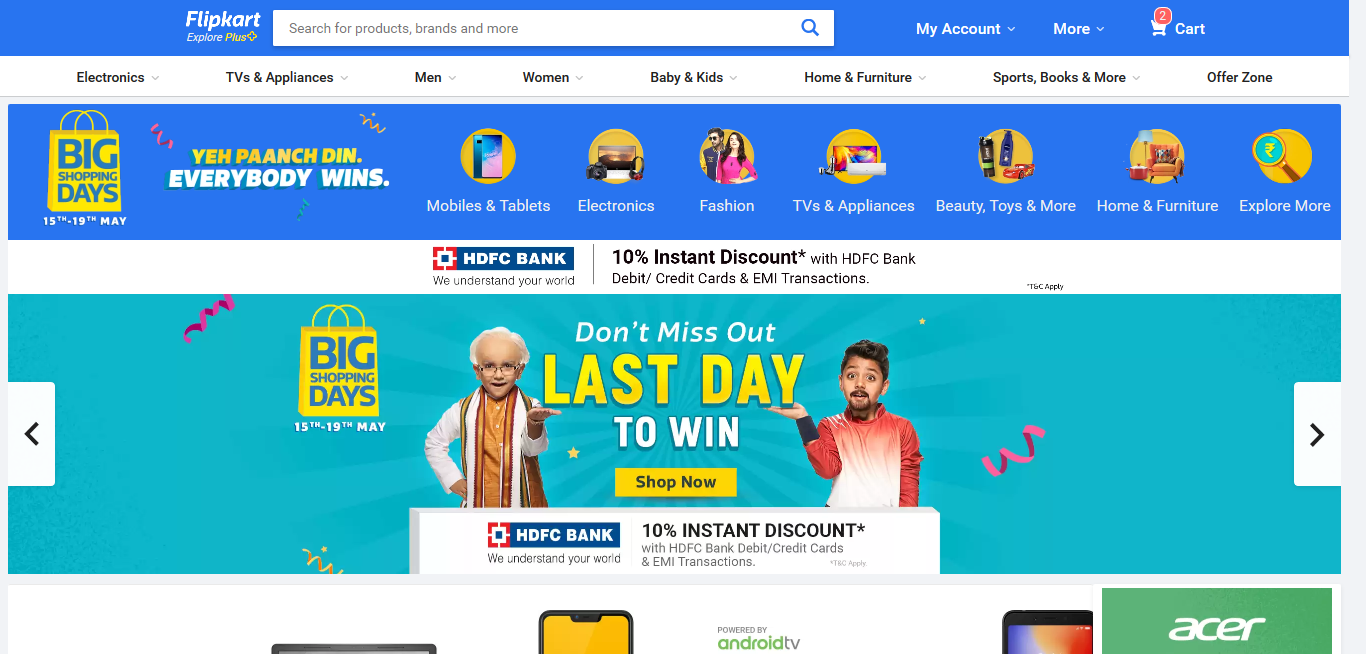 Flipkart
Explore Plus
Search for products, brands and more
My Account
More
2
Cart
Electronics
TVs & Appliances
Men
Women
Baby & Kids
Home & Furniture
Sports, Books & More
Offer Zone
BIG
SHOPPING
DAYS
15TH-19TH MAY
YEH PAANCH DIN.
EVERYBODY WINS.
Mobiles & Tablets
Electronics
Fashion
TVs & Appliances
Beauty, Toys & More
Home & Furniture
Explore More
HDFC BANK
We understand your world
10% Instant Discount* with HDFC Bank
Debit/ Credit Cards & EMI Transactions.
*T&C Apply
BIG
SHOPPING
DAYS
15TH-19TH MAY
Don't Miss Out
LAST DAY
TO WIN
Shop Now
HDFC BANK
We understand your world
10% INSTANT DISCOUNT*
with HDFC Bank Debit/Credit Cards
& EMI Transactions.
*T&C Apply
POWERED BY
androidtv
acer